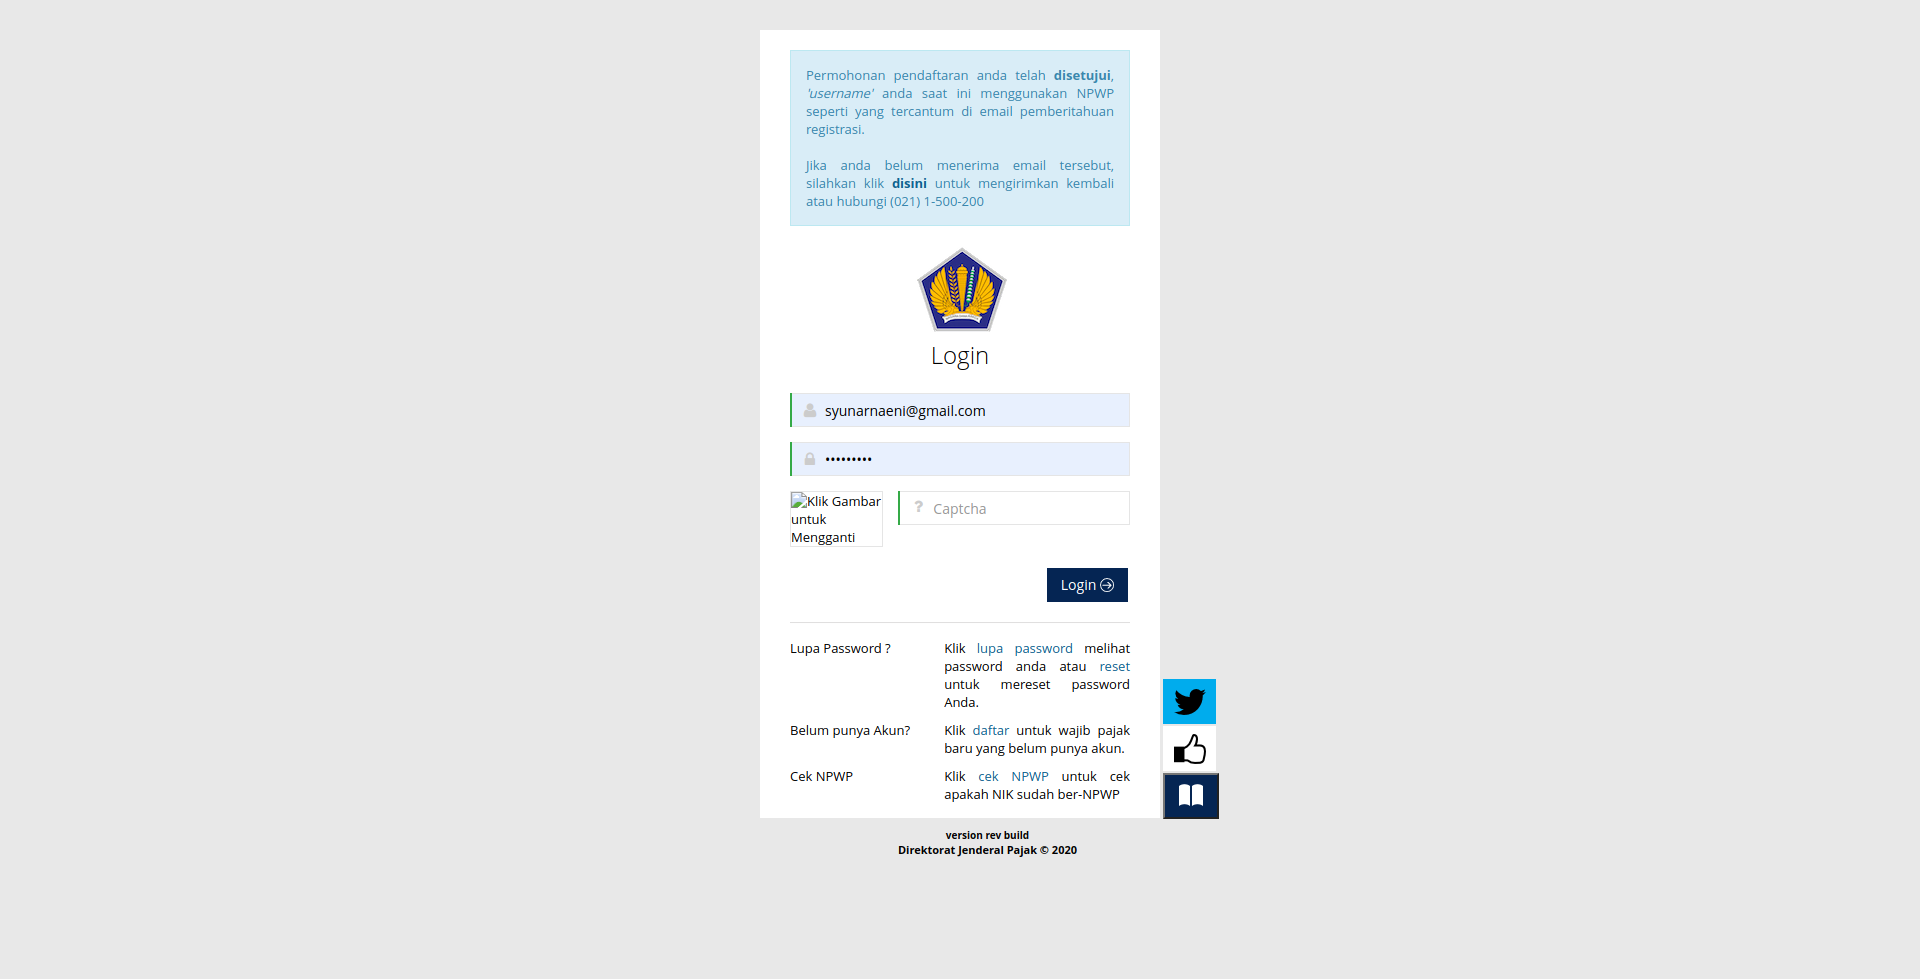 Permohonan pendaftaran anda telah disetujui,
'username' anda saat ini menggunakan NPWP
seperti yang tercantum di email pemberitahuan
registrasi.
Jika anda belum menerima email tersebut,
silahkan klik disini untuk mengirimkan kembali
atau hubungi (021) 1-500-200
Login
syunarnaeni@gmail.com
•••••••••
Klik Gambar
untuk
Mengganti
? Captcha
Login
Lupa Password ?
Klik lupa password melihat
password anda atau reset
untuk mereset password
Anda.
Belum punya Akun?
Klik daftar untuk wajib pajak
baru yang belum punya akun.
Cek NPWP
Klik cek NPWP untuk cek
apakah NIK sudah ber-NPWP
version rev build
Direktorat Jenderal Pajak © 2020